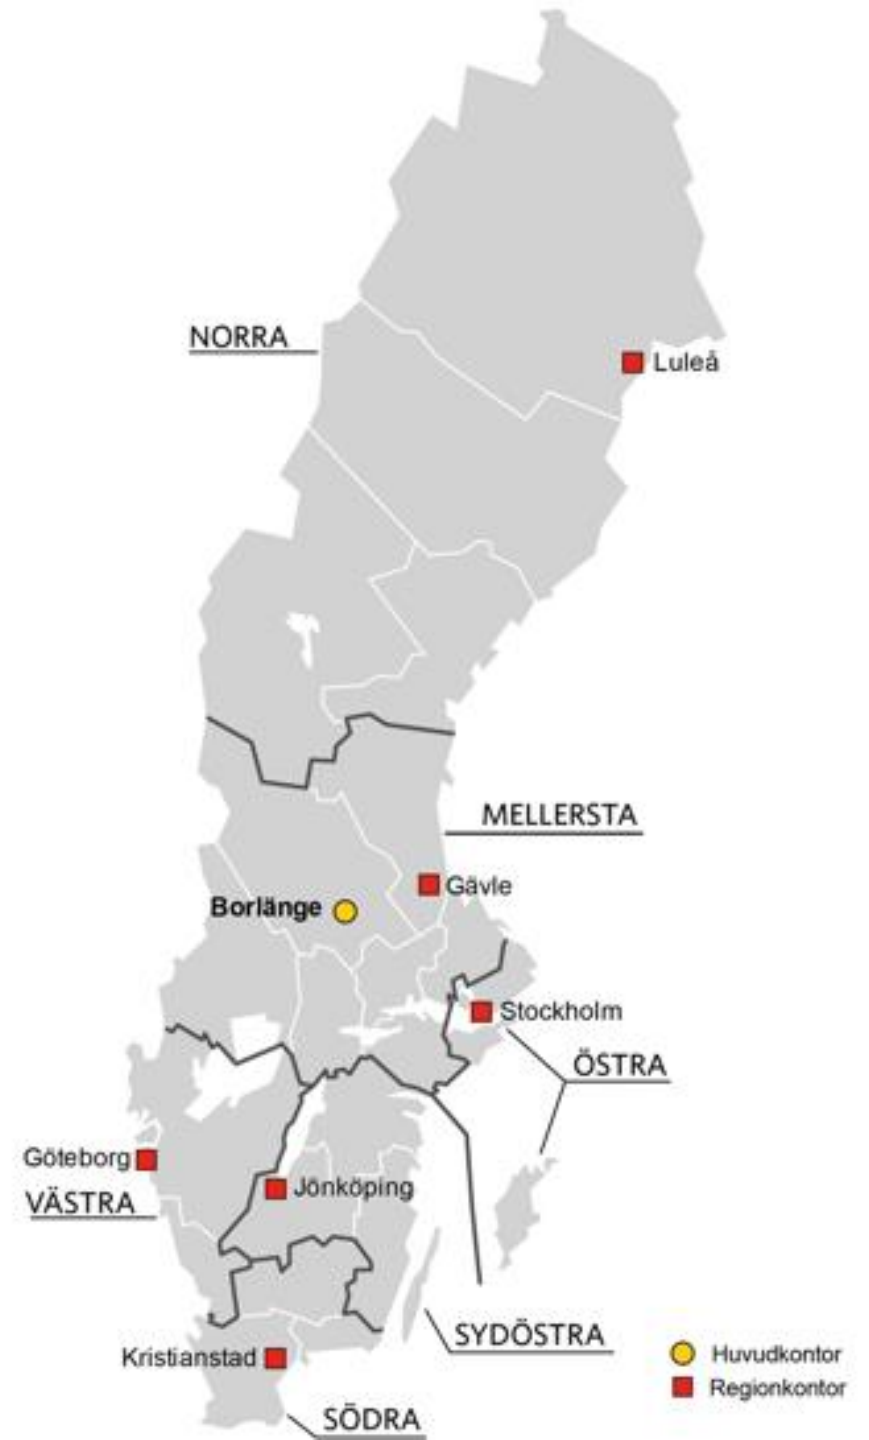 NORRA
Luleå
MELLERSTA
Gävle
Borlänge
Stockholm
ÖSTRA
Göteborg
Jönköping
VÄSTRA
SYDÖSTRA
Kristianstad
Huvudkontor
Regionkontor
SÖDRA